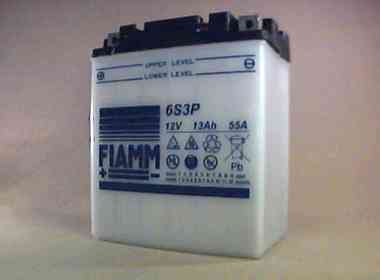 UPPER LEVEL
LOWER LEVEL
6S3P
12V 13Ah 55A
FIAMM
+ -
Pb